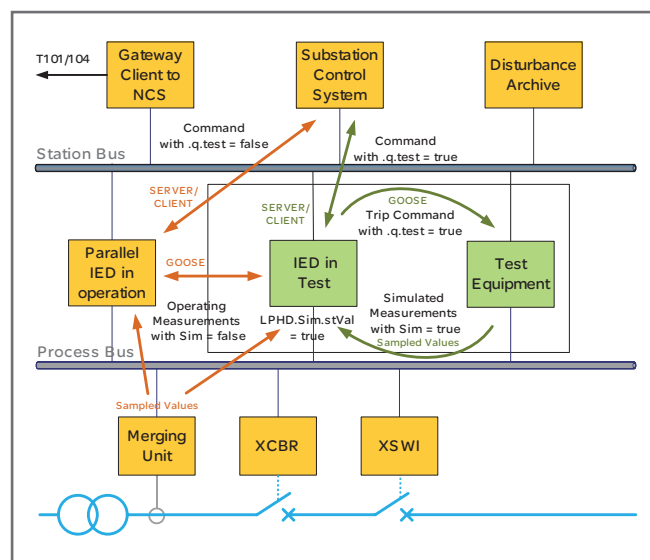 T101/104
Gateway
Client to
NCS
Substation
Control
System
Disturbance
Archive
Command
with .q.test = false
Command
with .q.test = true
Station Bus
SERVER/
CLIENT
SERVER/
CLIENT
GOOSE
Trip Command
with .q.test = true
Parallel
IED in
operation
GOOSE
IED in
Test
Test
Equipment
Operating
Measurements
with Sim = false
LPHD.Sim.stVal
= true
Simulated
Measurements
with Sim = true
Sampled Values
Process Bus
Sampled Values
Merging
Unit
XCBR
XSWI